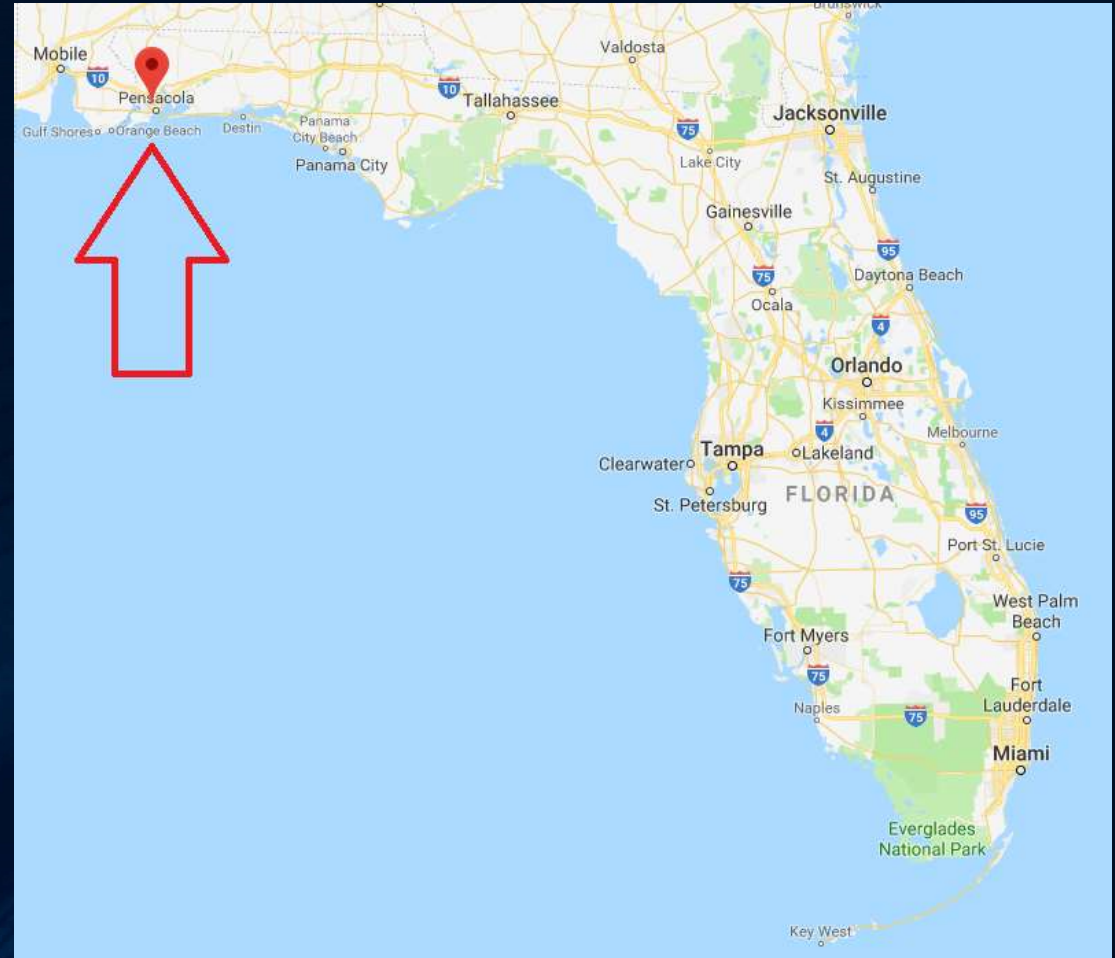 Brunswick
Mobile
Valdosta
10
10
Pensacola
Tallahassee
Jacksonville
Gulf Shores
Orange Beach
Destin
Panama
City Beach
75
Panama City
Lake City
St. Augustine
Gainesville
95
75
Daytona Beach
Ocala
4
Orlando
Kissimmee
4
Melbourne
Tampa
Lakeland
Clearwater
FLORIDA
St. Petersburg
95
Port St. Lucie
75
West Palm
Beach
Fort Myers
75
Fort
Lauderdale
Naples
75
Miami
Everglades
National Park
Key West